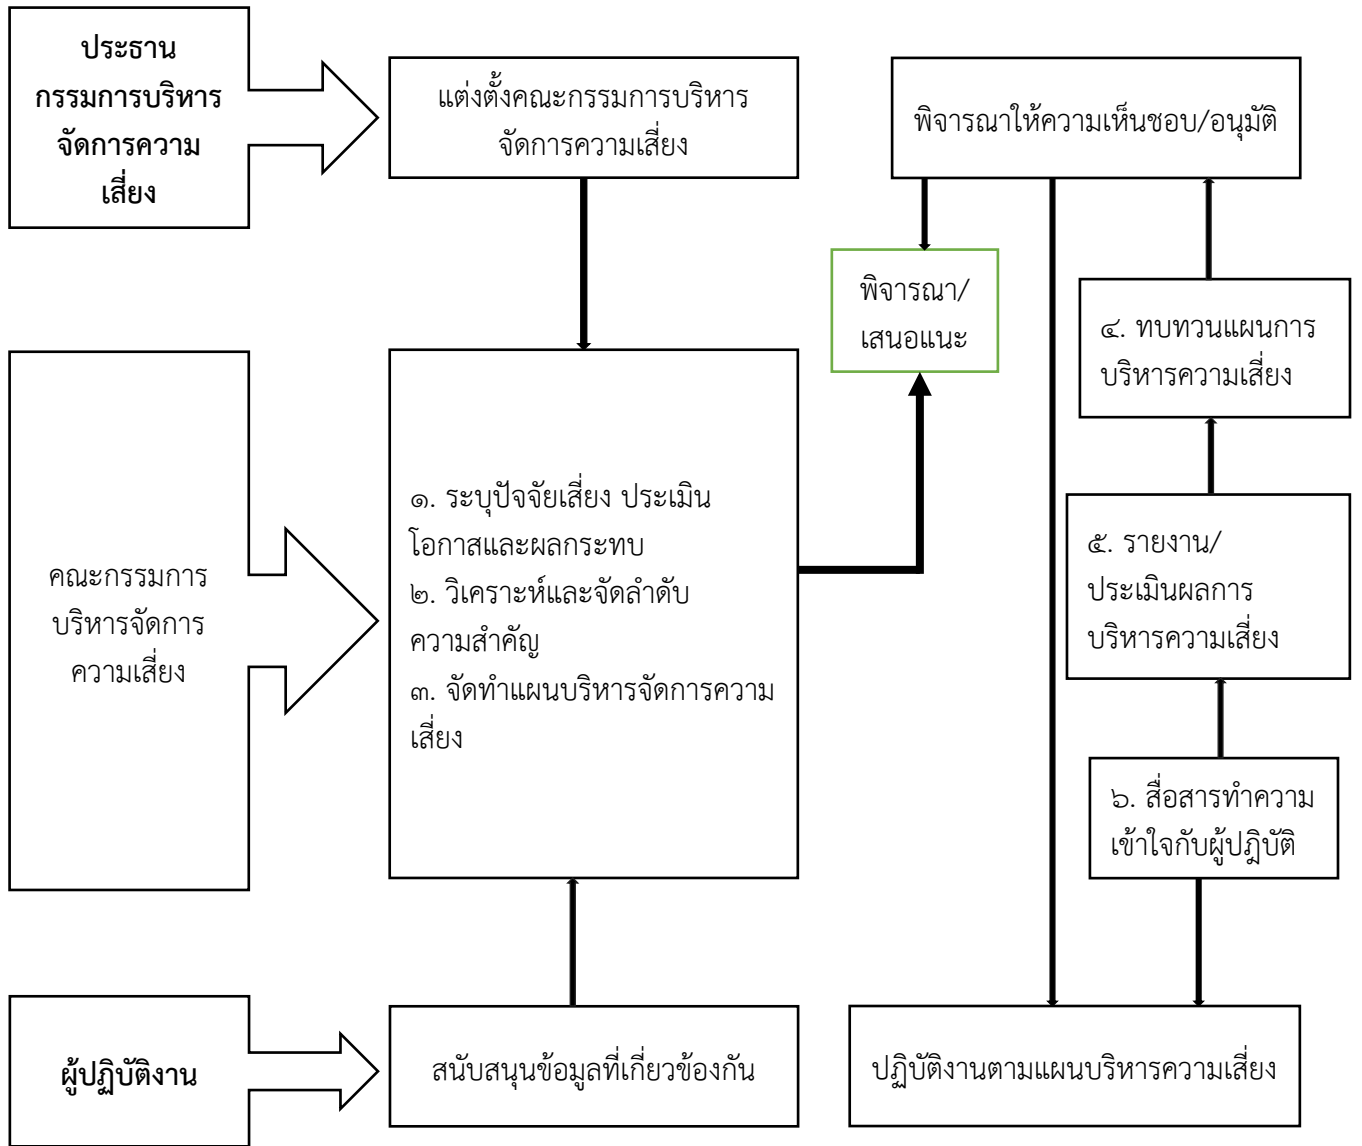 ประธาน
กรรมการบริหาร
จัดการความ
เสี่ยง
แต่งตั้งคณะกรรมการบริหาร
จัดการความเสี่ยง
พิจารณาให้ความเห็นชอบ/อนุมัติ
พิจารณา/
เสนอแนะ
๔. ทบทวนแผนการ
บริหารความเสี่ยง
คณะกรรมการ
บริหารจัดการ
ความเสี่ยง
๑. ระบุปัจจัยเสี่ยง ประเมิน
โอกาสและผลกระทบ
๒. วิเคราะห์และจัดลำดับ
ความสำคัญ
๓. จัดทำแผนบริหารจัดการความ
เสี่ยง
๕. รายงาน/
ประเมินผลการ
บริหารความเสี่ยง
๖. สื่อสารทำความ
เข้าใจกับผู้ปฎิบัติ
ผู้ปฏิบัติงาน
สนับสนุนข้อมูลที่เกี่ยวข้องกัน
ปฏิบัติงานตามแผนบริหารความเสี่ยง